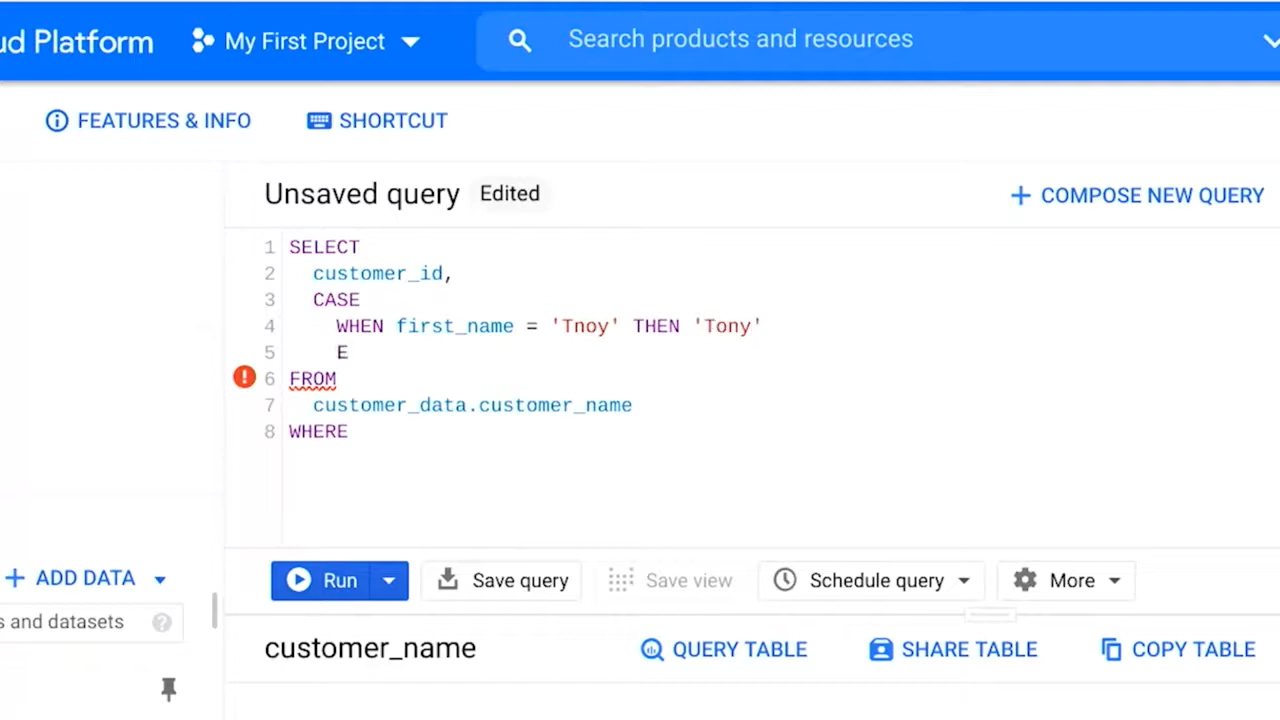 ud Platform My First Project Search products and resources
FEATURES & INFO SHORTCUT
Unsaved query Edited COMPOSE NEW QUERY
1 SELECT
2 customer_id,
3 CASE
4 WHEN first_name = 'Tnoy' THEN 'Tony'
5 E
6 FROM
7 customer_data.customer_name
8 WHERE
ADD DATA Run Save query Save view Schedule query More
s and datasets
customer_name QUERY TABLE SHARE TABLE COPY TABLE